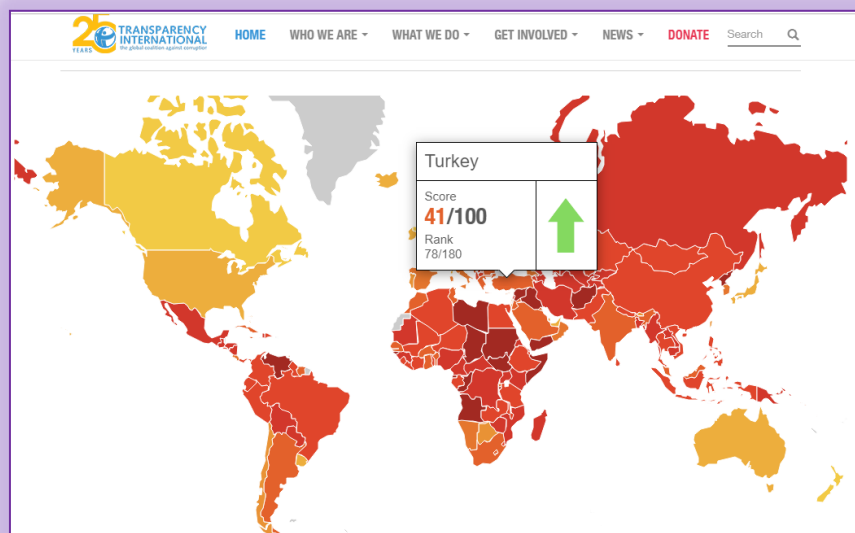 25 YEARS
TRANSPARENCY
INTERNATIONAL
the global coalition against corruption
HOME WHO WE ARE WHAT WE DO GET INVOLVED NEWS DONATE Search
Turkey
Score
41/100
Rank
78/180